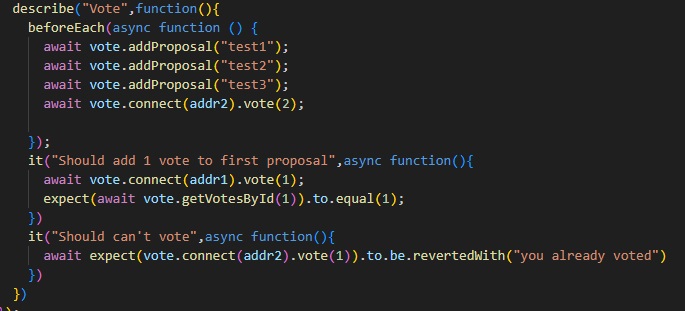 describe("Vote",function(){
beforeEach(async function () {
await vote.addProposal("test1");
await vote.addProposal("test2");
await vote.addProposal("test3");
await vote.connect(addr2).vote(2);
});
it("Should add 1 vote to first proposal",async function(){
await vote.connect(addr1).vote(1);
expect(await vote.getVotesById(1)).to.equal(1);
})
it("Should can't vote",async function(){
await expect(vote.connect(addr2).vote(1)).to.be.revertedWith("you already voted")
})
})
});